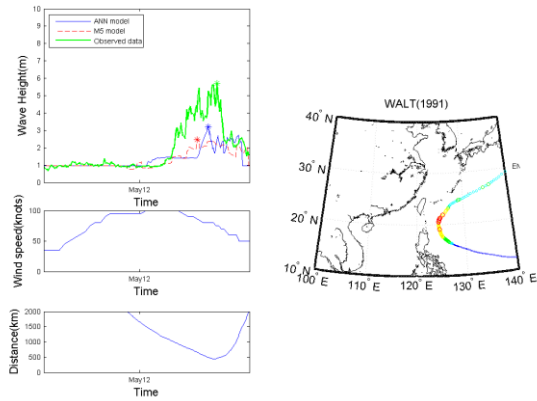 ANN model
M5 model
Observed data
10
9
8
7
6
5
4
3
2
1
0
Wave Height(m)
May12
Time
100
50
0
Wind speed(Knots)
May12
Time
2000
1500
1000
500
0
Distance(km)
May12
Time
WALT(1991)
40° N
30° N
20° N
10° N
100° E
110° E
120° E
130° E
140° E